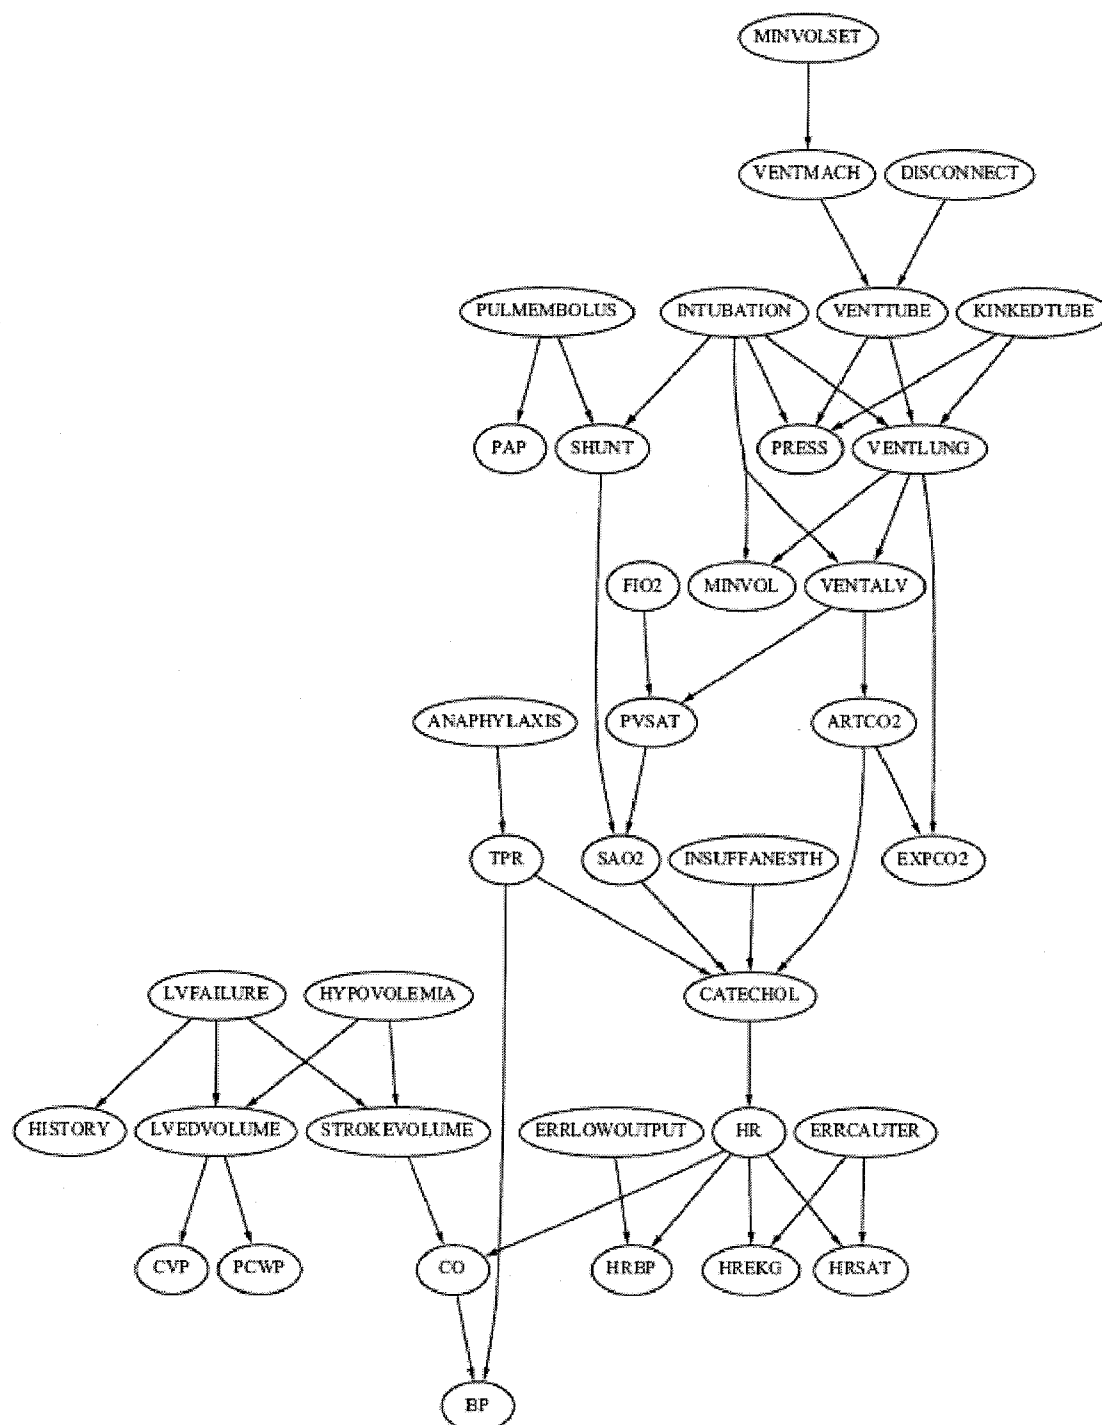 MINVOLSET
VENTMACH DISCONNECT
PULMEMBOLUS INTUBATION VENTTUBE KINKEDTUBE
PAP SHUNT PRESS VENTLUNG
FIO2 MINVOL VENTALV
ANAPHYLAXIS PVSAT ARTCO2
TPR SAO2 INSUFFANESTH EXPCO2
LVFAILURE HYPOVOLEMIA CATECHOL
HISTORY LVEDVOLUME STROKEVOLUME ERRLOWOUTPUT HR ERRCAUTER
CVP PCWP CO HRBP HREKG HRSAT
BP